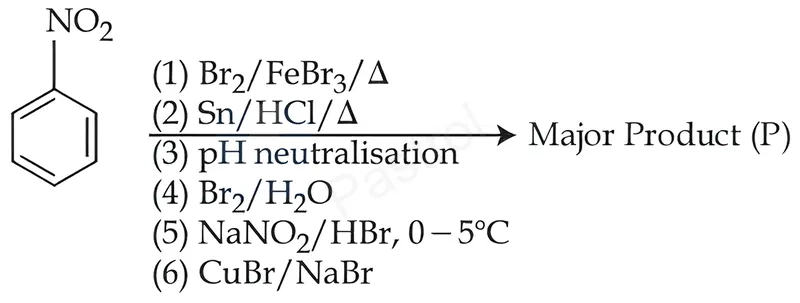 NO₂
(1) Br₂/FeBr₃/Δ
(2) Sn/HCl/Δ
(3) pH neutralisation
(4) Br₂/H₂O
(5) NaNO₂/HBr, 0 – 5°C
(6) CuBr/NaBr
Major Product (P)